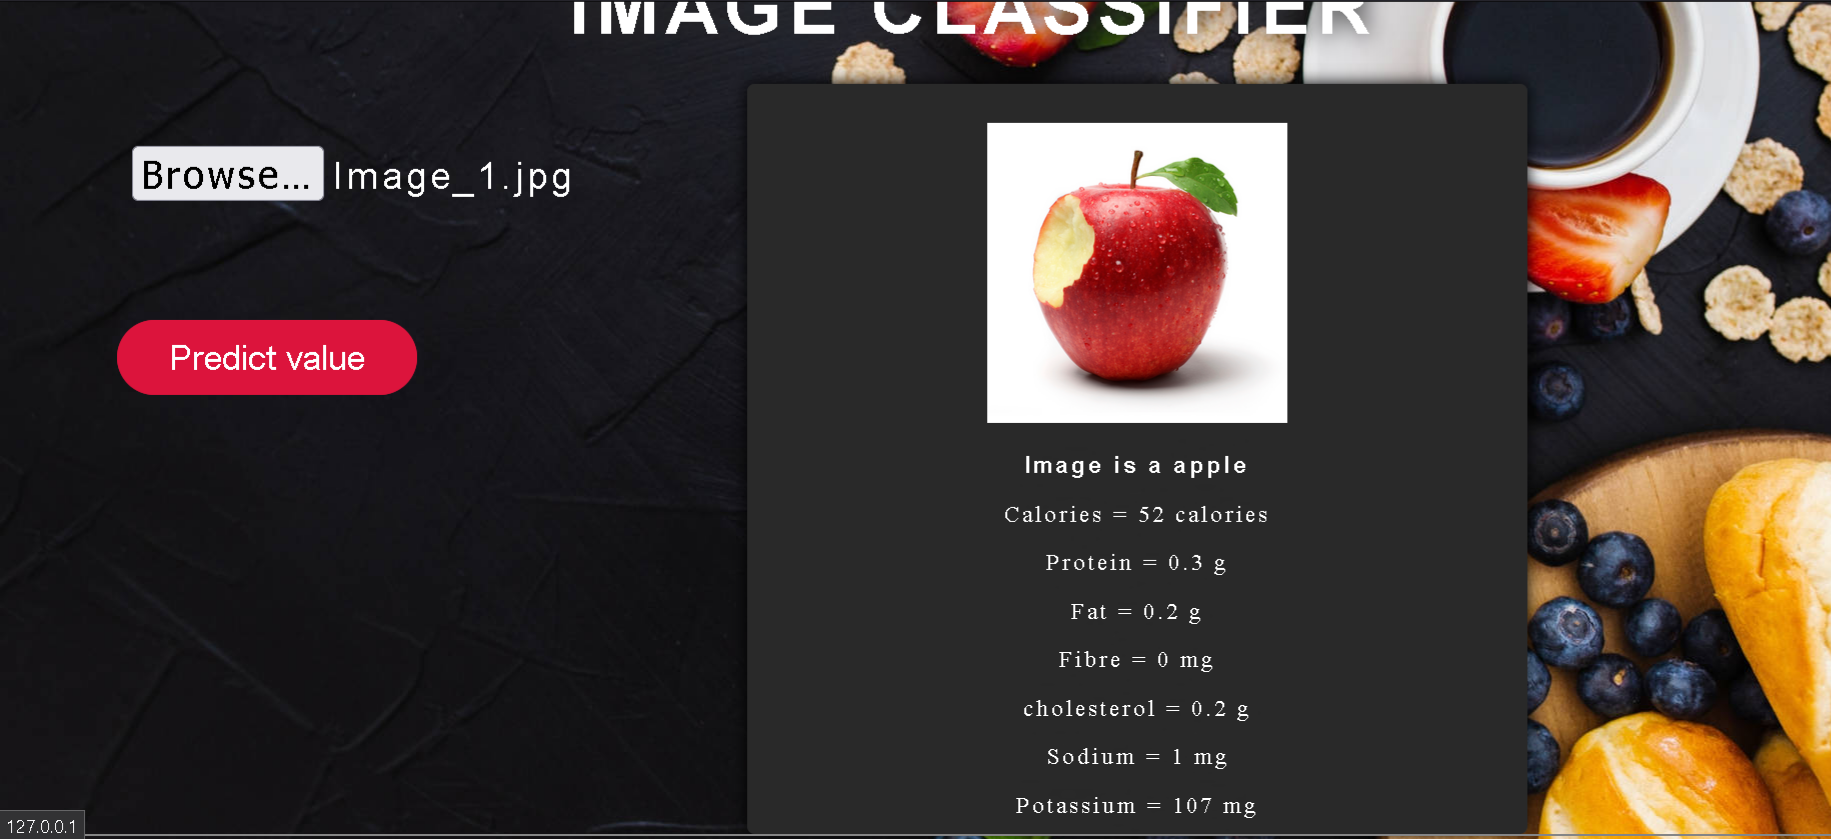 IMAGE CLASSIFIER
Browse... Image_1.jpg
Predict value
Image is a apple
Calories = 52 calories
Protein = 0.3 g
Fat = 0.2 g
Fibre = 0 mg
cholesterol = 0.2 g
Sodium = 1 mg
Potassium = 107 mg
127.0.0.1